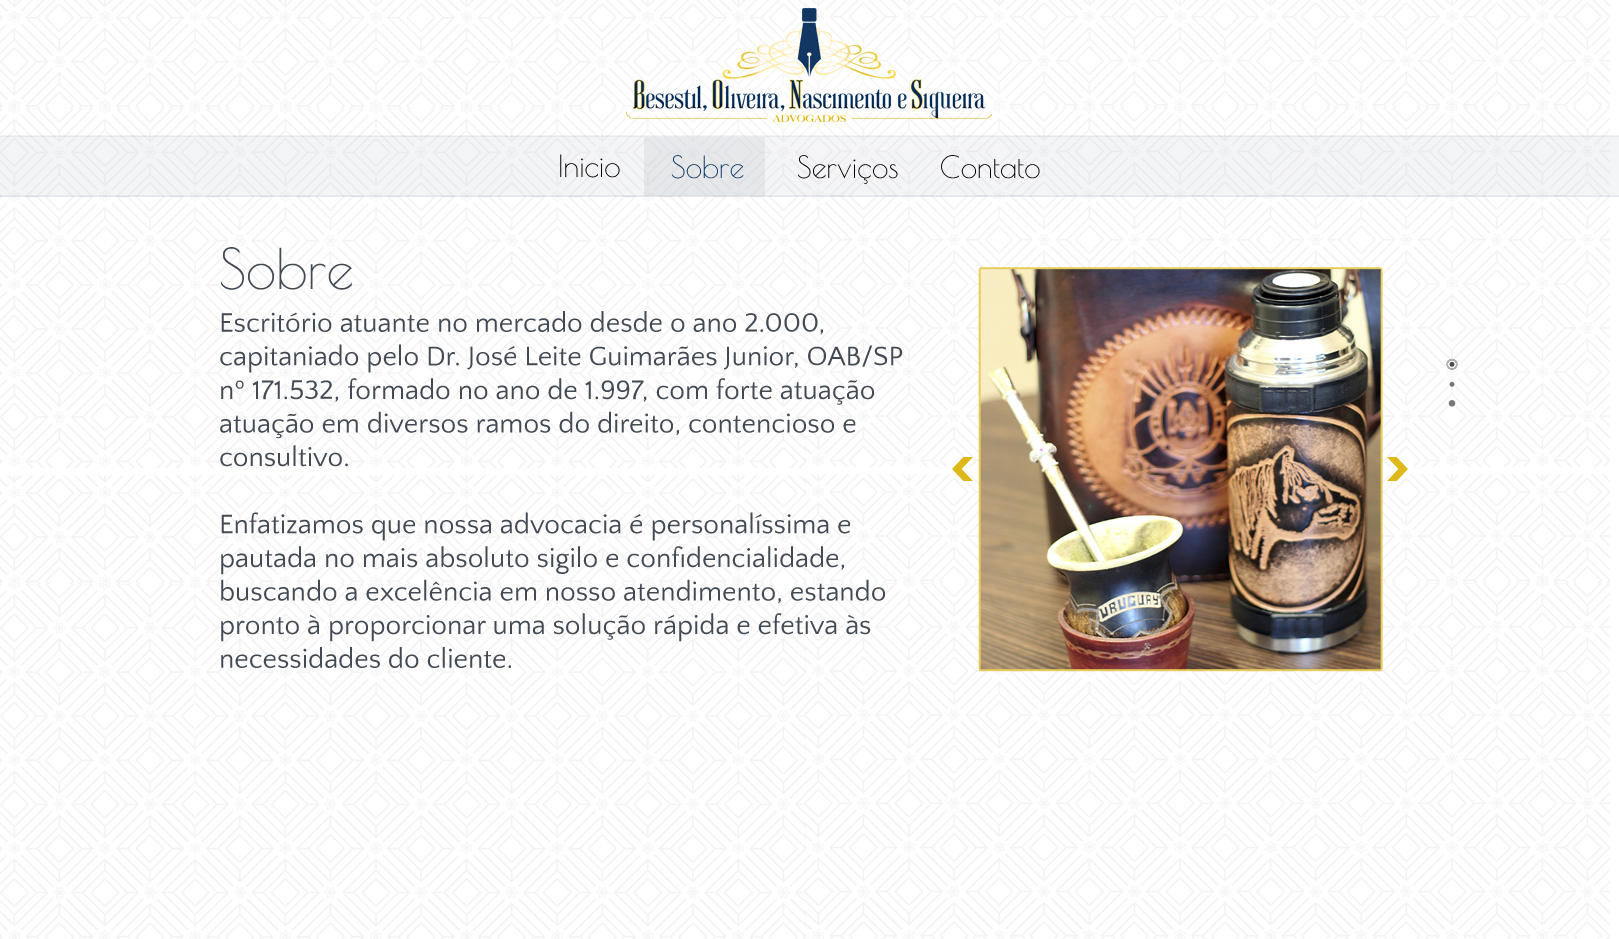 Besestil, Oliveira, Nascimento e Siqueira
ADVOGADOS
Inicio Sobre Serviços Contato
Sobre
Escritório atuante no mercado desde o ano 2.000,
capitaniado pelo Dr. José Leite Guimarães Junior, OAB/SP
nº 171.532, formado no ano de 1.997, com forte atuação
atuação em diversos ramos do direito, contencioso e
consultivo.
Enfatizamos que nossa advocacia é personalíssima e
pautada no mais absoluto sigilo e confidencialidade,
buscando a excelência em nosso atendimento, estando
pronto à proporcionar uma solução rápida e efetiva às
necessidades do cliente.
URUGUAY